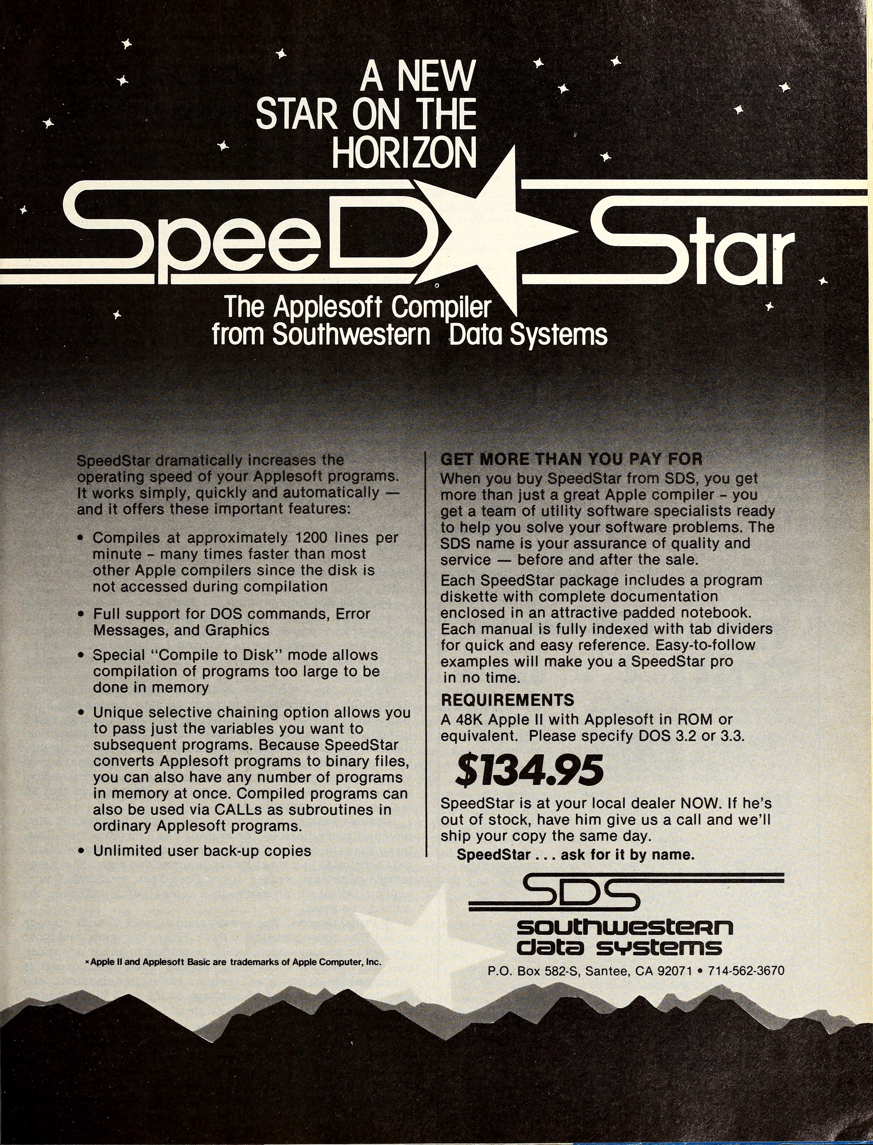 A NEW
STAR ON THE
HORIZON
SpeeD Star
The Applesoft Compiler
from Southwestern Data Systems
SpeedStar dramatically increases the
operating speed of your Applesoft programs.
It works simply, quickly and automatically —
and it offers these important features:
• Compiles at approximately 1200 lines per
minute – many times faster than most
other Apple compilers since the disk is
not accessed during compilation
• Full support for DOS commands, Error
Messages, and Graphics
• Special “Compile to Disk” mode allows
compilation of programs too large to be
done in memory
• Unique selective chaining option allows you
to pass just the variables you want to
subsequent programs. Because SpeedStar
converts Applesoft programs to binary files,
you can also have any number of programs
in memory at once. Compiled programs can
also be used via CALLs as subroutines in
ordinary Applesoft programs.
• Unlimited user back-up copies
*Apple II and Applesoft Basic are trademarks of Apple Computer, Inc.
GET MORE THAN YOU PAY FOR
When you buy SpeedStar from SDS, you get
more than just a great Apple compiler – you
get a team of utility software specialists ready
to help you solve your software problems. The
SDS name is your assurance of quality and
service — before and after the sale.
Each SpeedStar package includes a program
diskette with complete documentation
enclosed in an attractive padded notebook.
Each manual is fully indexed with tab dividers
for quick and easy reference. Easy-to-follow
examples will make you a SpeedStar pro
in no time.
REQUIREMENTS
A 48K Apple II with Applesoft in ROM or
equivalent. Please specify DOS 3.2 or 3.3.
$134.95
SpeedStar is at your local dealer NOW. If he's
out of stock, have him give us a call and we'll
ship your copy the same day.
SpeedStar . . . ask for it by name.
SDS
southwestern
data systems
P.O. Box 582-S, Santee, CA 92071 • 714-562-3670